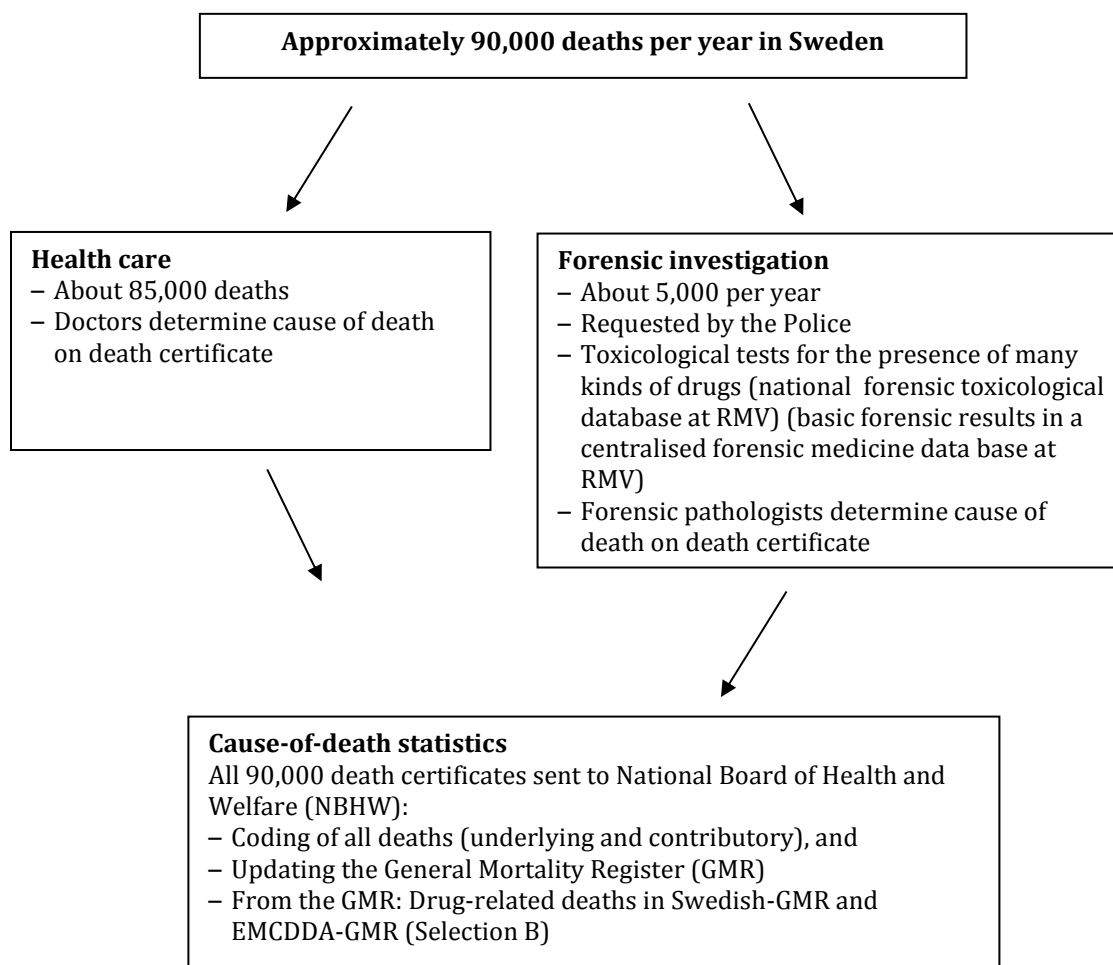 Approximately 90,000 deaths per year in Sweden
Health care
– About 85,000 deaths
– Doctors determine cause of death
on death certificate
Forensic investigation
– About 5,000 per year
– Requested by the Police
– Toxicological tests for the presence of many
kinds of drugs (national forensic toxicological
database at RMV) (basic forensic results in a
centralised forensic medicine data base at
RMV)
– Forensic pathologists determine cause of
death on death certificate
Cause-of-death statistics
All 90,000 death certificates sent to National Board of Health and
Welfare (NBHW):
– Coding of all deaths (underlying and contributory), and
– Updating the General Mortality Register (GMR)
– From the GMR: Drug-related deaths in Swedish-GMR and
EMCDDA-GMR (Selection B)